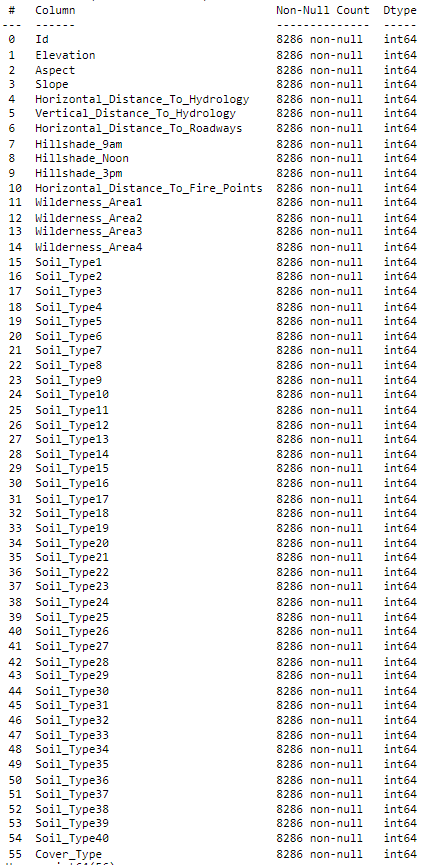 #   Column                              Non-Null Count  Dtype
--- ------                              --------------  -----
0   Id                                  8286 non-null   int64
1   Elevation                           8286 non-null   int64
2   Aspect                              8286 non-null   int64
3   Slope                               8286 non-null   int64
4   Horizontal_Distance_To_Hydrology    8286 non-null   int64
5   Vertical_Distance_To_Hydrology      8286 non-null   int64
6   Horizontal_Distance_To_Roadways     8286 non-null   int64
7   Hillshade_9am                       8286 non-null   int64
8   Hillshade_Noon                      8286 non-null   int64
9   Hillshade_3pm                       8286 non-null   int64
10  Horizontal_Distance_To_Fire_Points  8286 non-null   int64
11  Wilderness_Area1                    8286 non-null   int64
12  Wilderness_Area2                    8286 non-null   int64
13  Wilderness_Area3                    8286 non-null   int64
14  Wilderness_Area4                    8286 non-null   int64
15  Soil_Type1                          8286 non-null   int64
16  Soil_Type2                          8286 non-null   int64
17  Soil_Type3                          8286 non-null   int64
18  Soil_Type4                          8286 non-null   int64
19  Soil_Type5                          8286 non-null   int64
20  Soil_Type6                          8286 non-null   int64
21  Soil_Type7                          8286 non-null   int64
22  Soil_Type8                          8286 non-null   int64
23  Soil_Type9                          8286 non-null   int64
24  Soil_Type10                         8286 non-null   int64
25  Soil_Type11                         8286 non-null   int64
26  Soil_Type12                         8286 non-null   int64
27  Soil_Type13                         8286 non-null   int64
28  Soil_Type14                         8286 non-null   int64
29  Soil_Type15                         8286 non-null   int64
30  Soil_Type16                         8286 non-null   int64
31  Soil_Type17                         8286 non-null   int64
32  Soil_Type18                         8286 non-null   int64
33  Soil_Type19                         8286 non-null   int64
34  Soil_Type20                         8286 non-null   int64
35  Soil_Type21                         8286 non-null   int64
36  Soil_Type22                         8286 non-null   int64
37  Soil_Type23                         8286 non-null   int64
38  Soil_Type24                         8286 non-null   int64
39  Soil_Type25                         8286 non-null   int64
40  Soil_Type26                         8286 non-null   int64
41  Soil_Type27                         8286 non-null   int64
42  Soil_Type28                         8286 non-null   int64
43  Soil_Type29                         8286 non-null   int64
44  Soil_Type30                         8286 non-null   int64
45  Soil_Type31                         8286 non-null   int64
46  Soil_Type32                         8286 non-null   int64
47  Soil_Type33                         8286 non-null   int64
48  Soil_Type34                         8286 non-null   int64
49  Soil_Type35                         8286 non-null   int64
50  Soil_Type36                         8286 non-null   int64
51  Soil_Type37                         8286 non-null   int64
52  Soil_Type38                         8286 non-null   int64
53  Soil_Type39                         8286 non-null   int64
54  Soil_Type40                         8286 non-null   int64
55  Cover_Type                          8286 non-null   int64